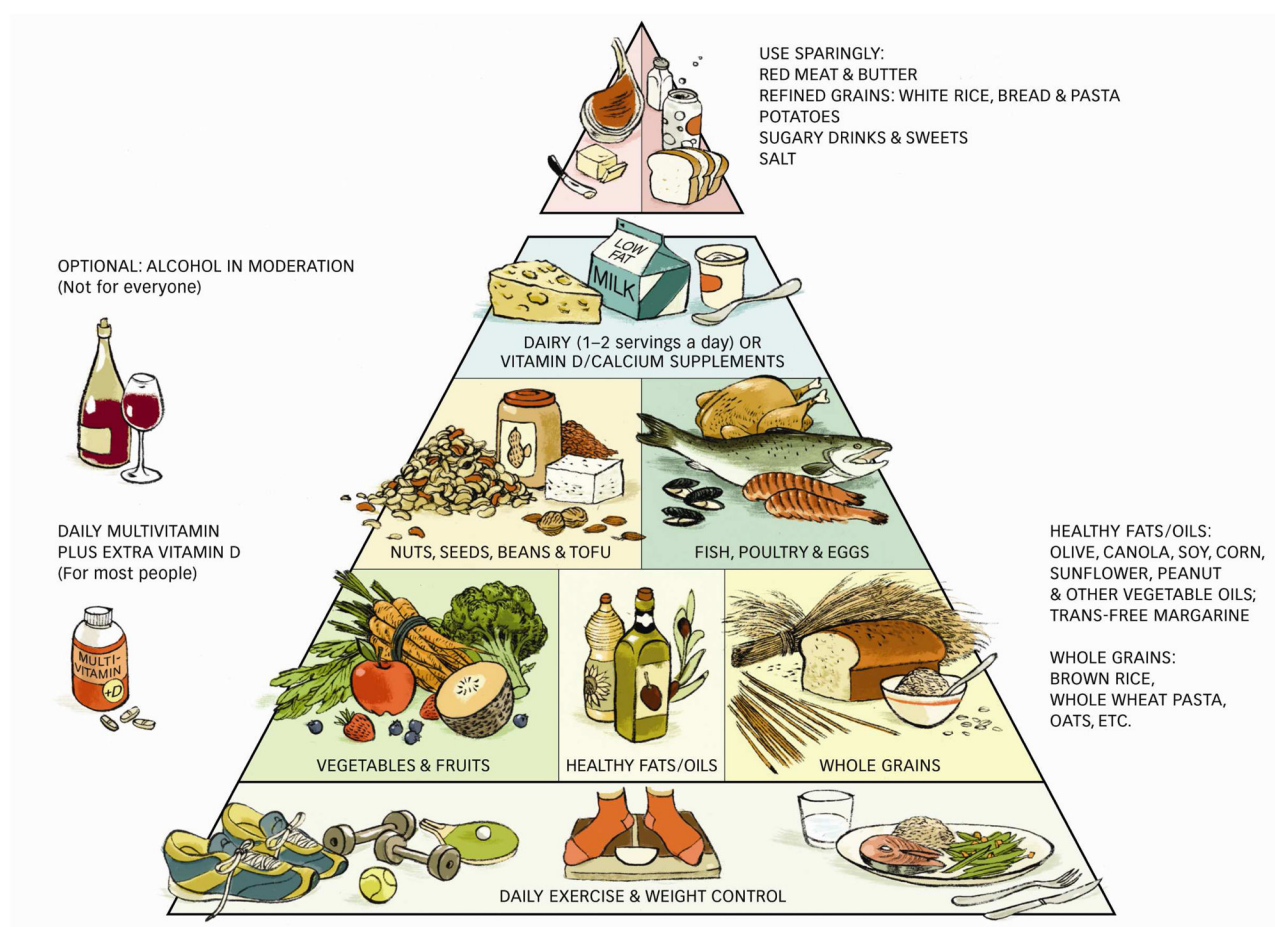 USE SPARINGLY:
RED MEAT & BUTTER
REFINED GRAINS: WHITE RICE, BREAD & PASTA
POTATOES
SUGARY DRINKS & SWEETS
SALT
OPTIONAL: ALCOHOL IN MODERATION
(Not for everyone)
LOW
FAT
MILK
DAIRY (1–2 servings a day) OR
VITAMIN D/CALCIUM SUPPLEMENTS
DAILY MULTIVITAMIN
PLUS EXTRA VITAMIN D
(For most people)
MULTI-
VITAMIN
+D
NUTS, SEEDS, BEANS & TOFU
FISH, POULTRY & EGGS
HEALTHY FATS/OILS:
OLIVE, CANOLA, SOY, CORN,
SUNFLOWER, PEANUT
& OTHER VEGETABLE OILS;
TRANS-FREE MARGARINE
WHOLE GRAINS:
BROWN RICE,
WHOLE WHEAT PASTA,
OATS, ETC.
VEGETABLES & FRUITS
HEALTHY FATS/OILS
WHOLE GRAINS
DAILY EXERCISE & WEIGHT CONTROL